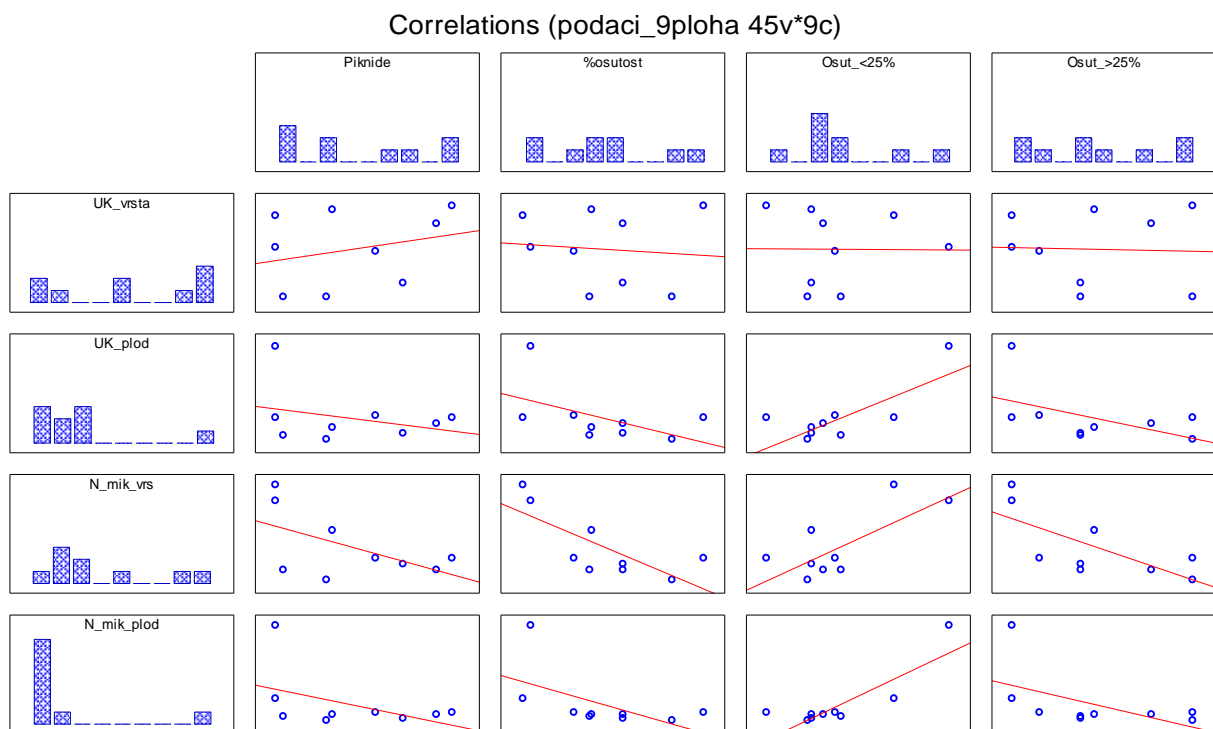 Correlations (podaci_9ploha 45v*9c)
Piknide
%osutost
Osut_<25%
Osut_>25%
UK_vrsta
UK_plod
N_mik_vrs
N_mik_plod